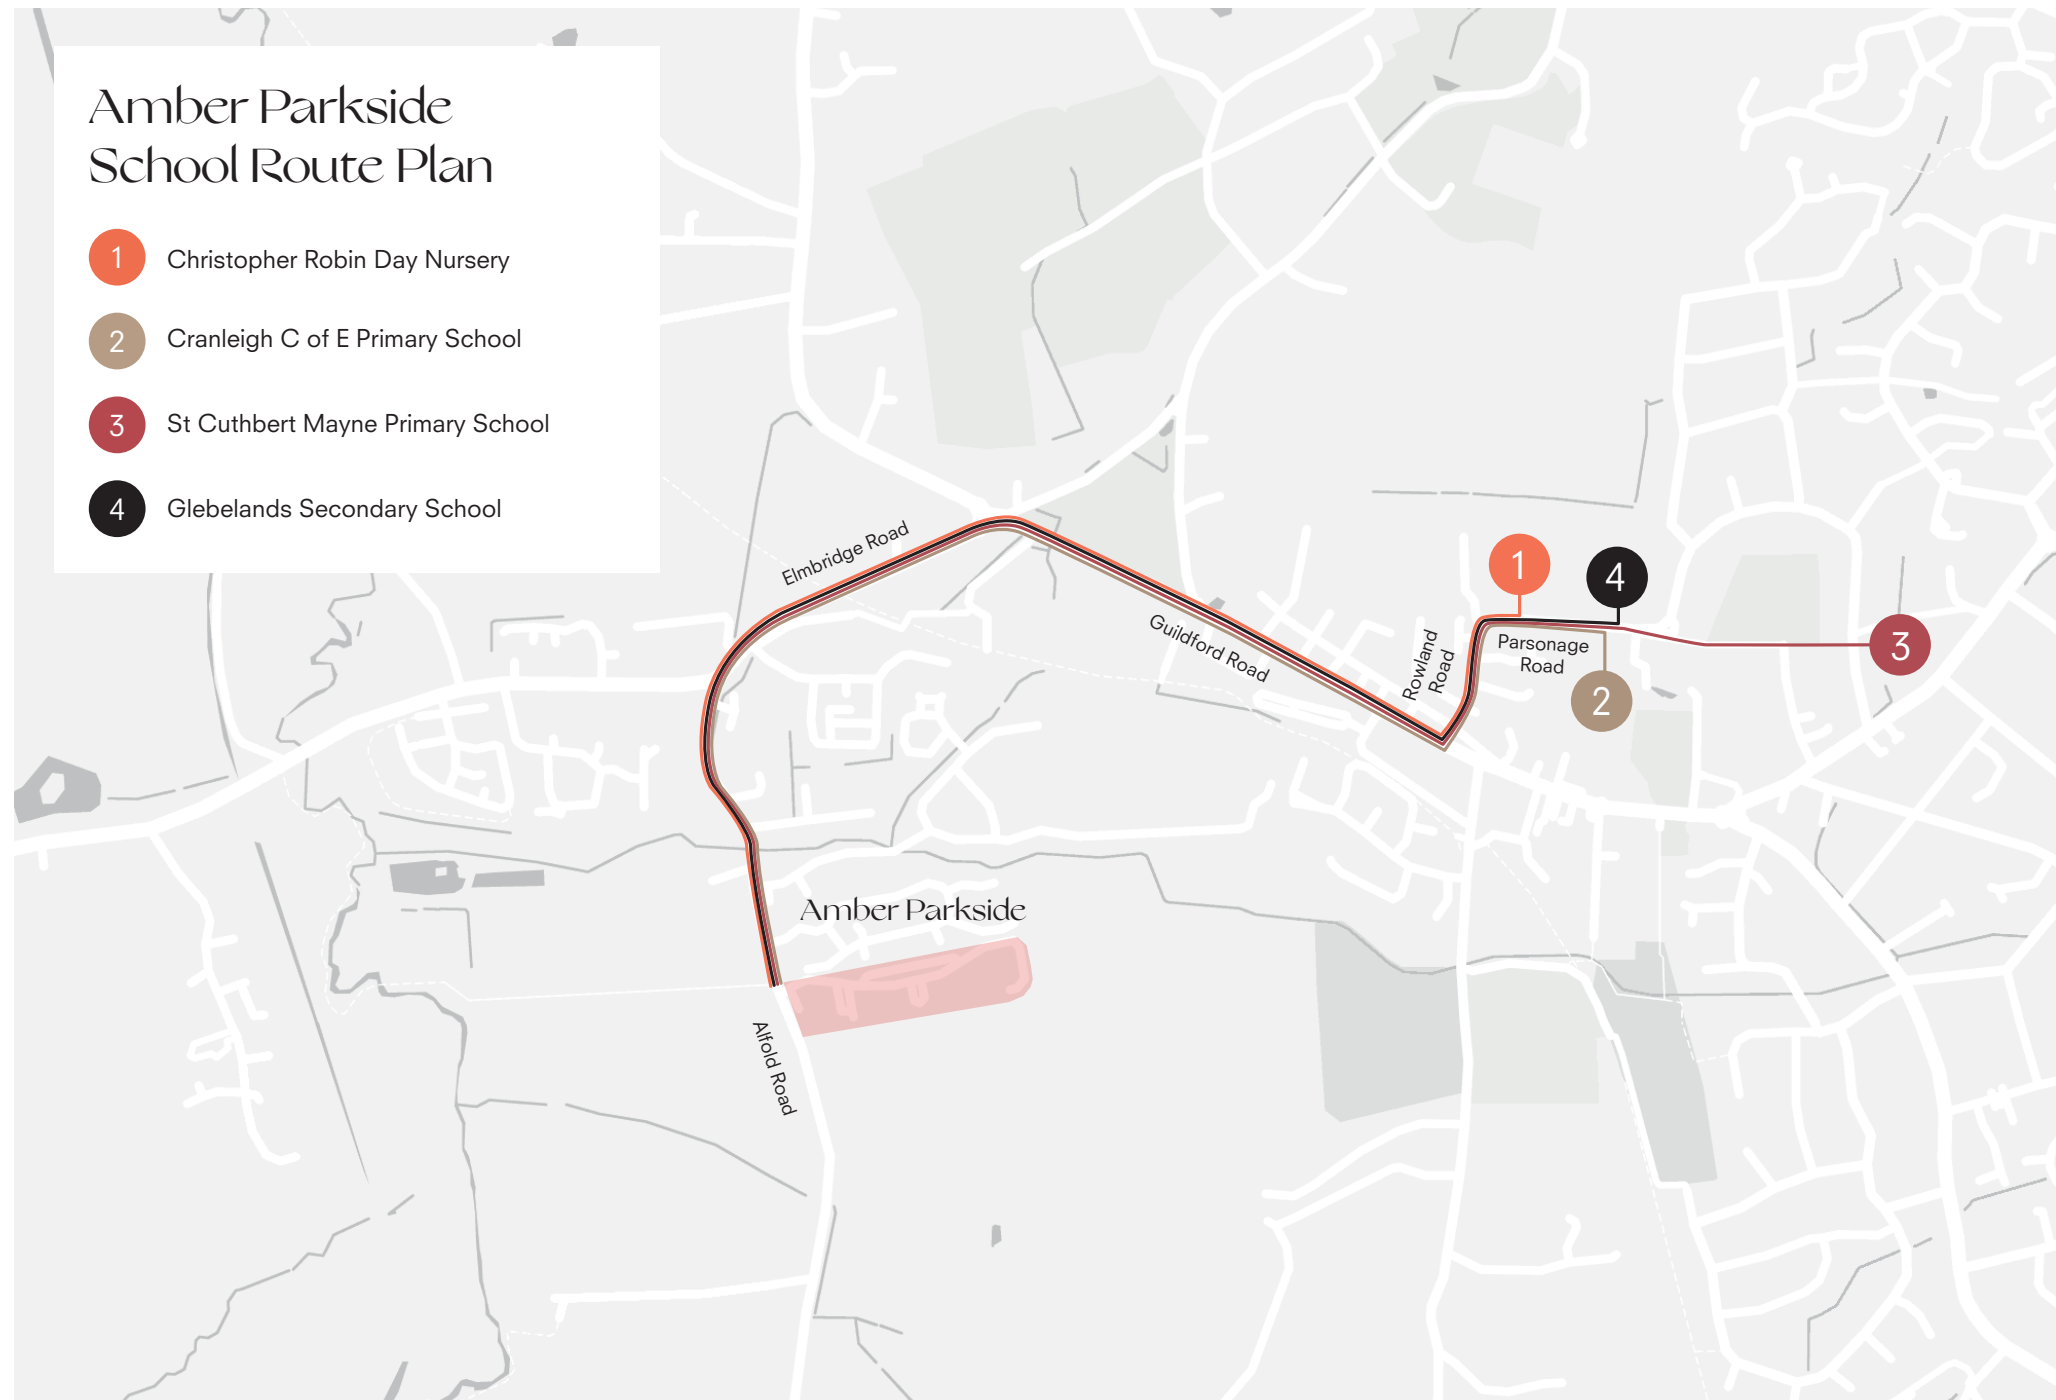 Amber Parkside
School Route Plan
1
Christopher Robin Day Nursery
2
Cranleigh C of E Primary School
3
St Cuthbert Mayne Primary School
4
Glebelands Secondary School
Elmbridge Road
Guildford Road
Rowland
Road
1
4
Parsonage
Road
3
2
Amber Parkside
Alfold Road